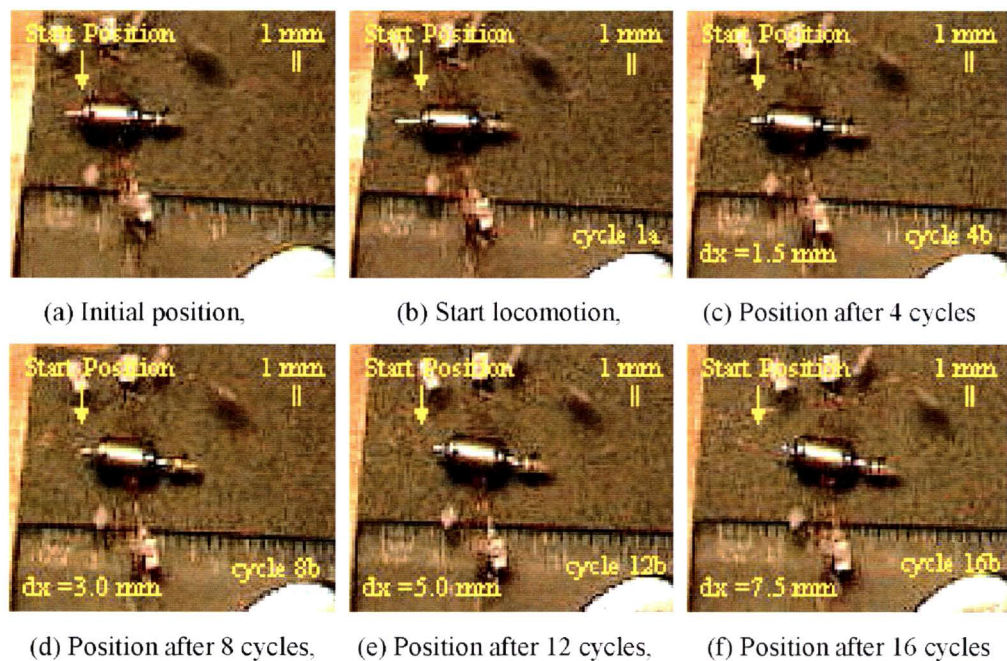 Start Position 1 mm
Start Position 1 mm
cycle 1a
Start Position 1 mm
cycle 4b
dx =1.5 mm
(a) Initial position,
(b) Start locomotion,
(c) Position after 4 cycles
Start Position 1 mm
cycle 8b
dx =3.0 mm
Start Position 1 mm
cycle 12b
dx =5.0 mm
Start Position 1 mm
cycle 16b
dx =7.5 mm
(d) Position after 8 cycles,
(e) Position after 12 cycles,
(f) Position after 16 cycles